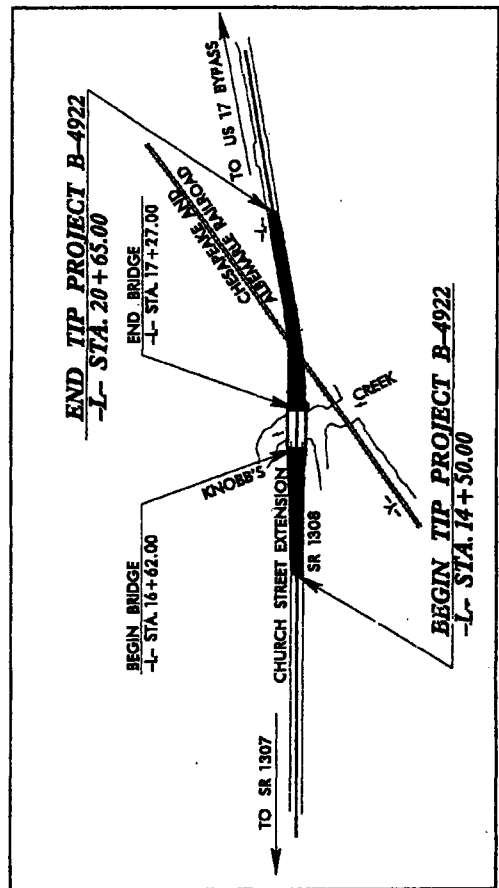 END TIP PROJECT B-4922
-L- STA. 20+65.00
END BRIDGE
-L- STA. 17+27.00
BEGIN BRIDGE
-L- STA. 16+62.00
TO US 17 BYPASS
-L-
CHESAPEAKE AND
ALBEMARLE RAILROAD
KNOBB'S
CREEK
-Y-
CHURCH STREET EXTENSION
SR 1308
TO SR 1307
BEGIN TIP PROJECT B-4922
-L- STA. 14+50.00